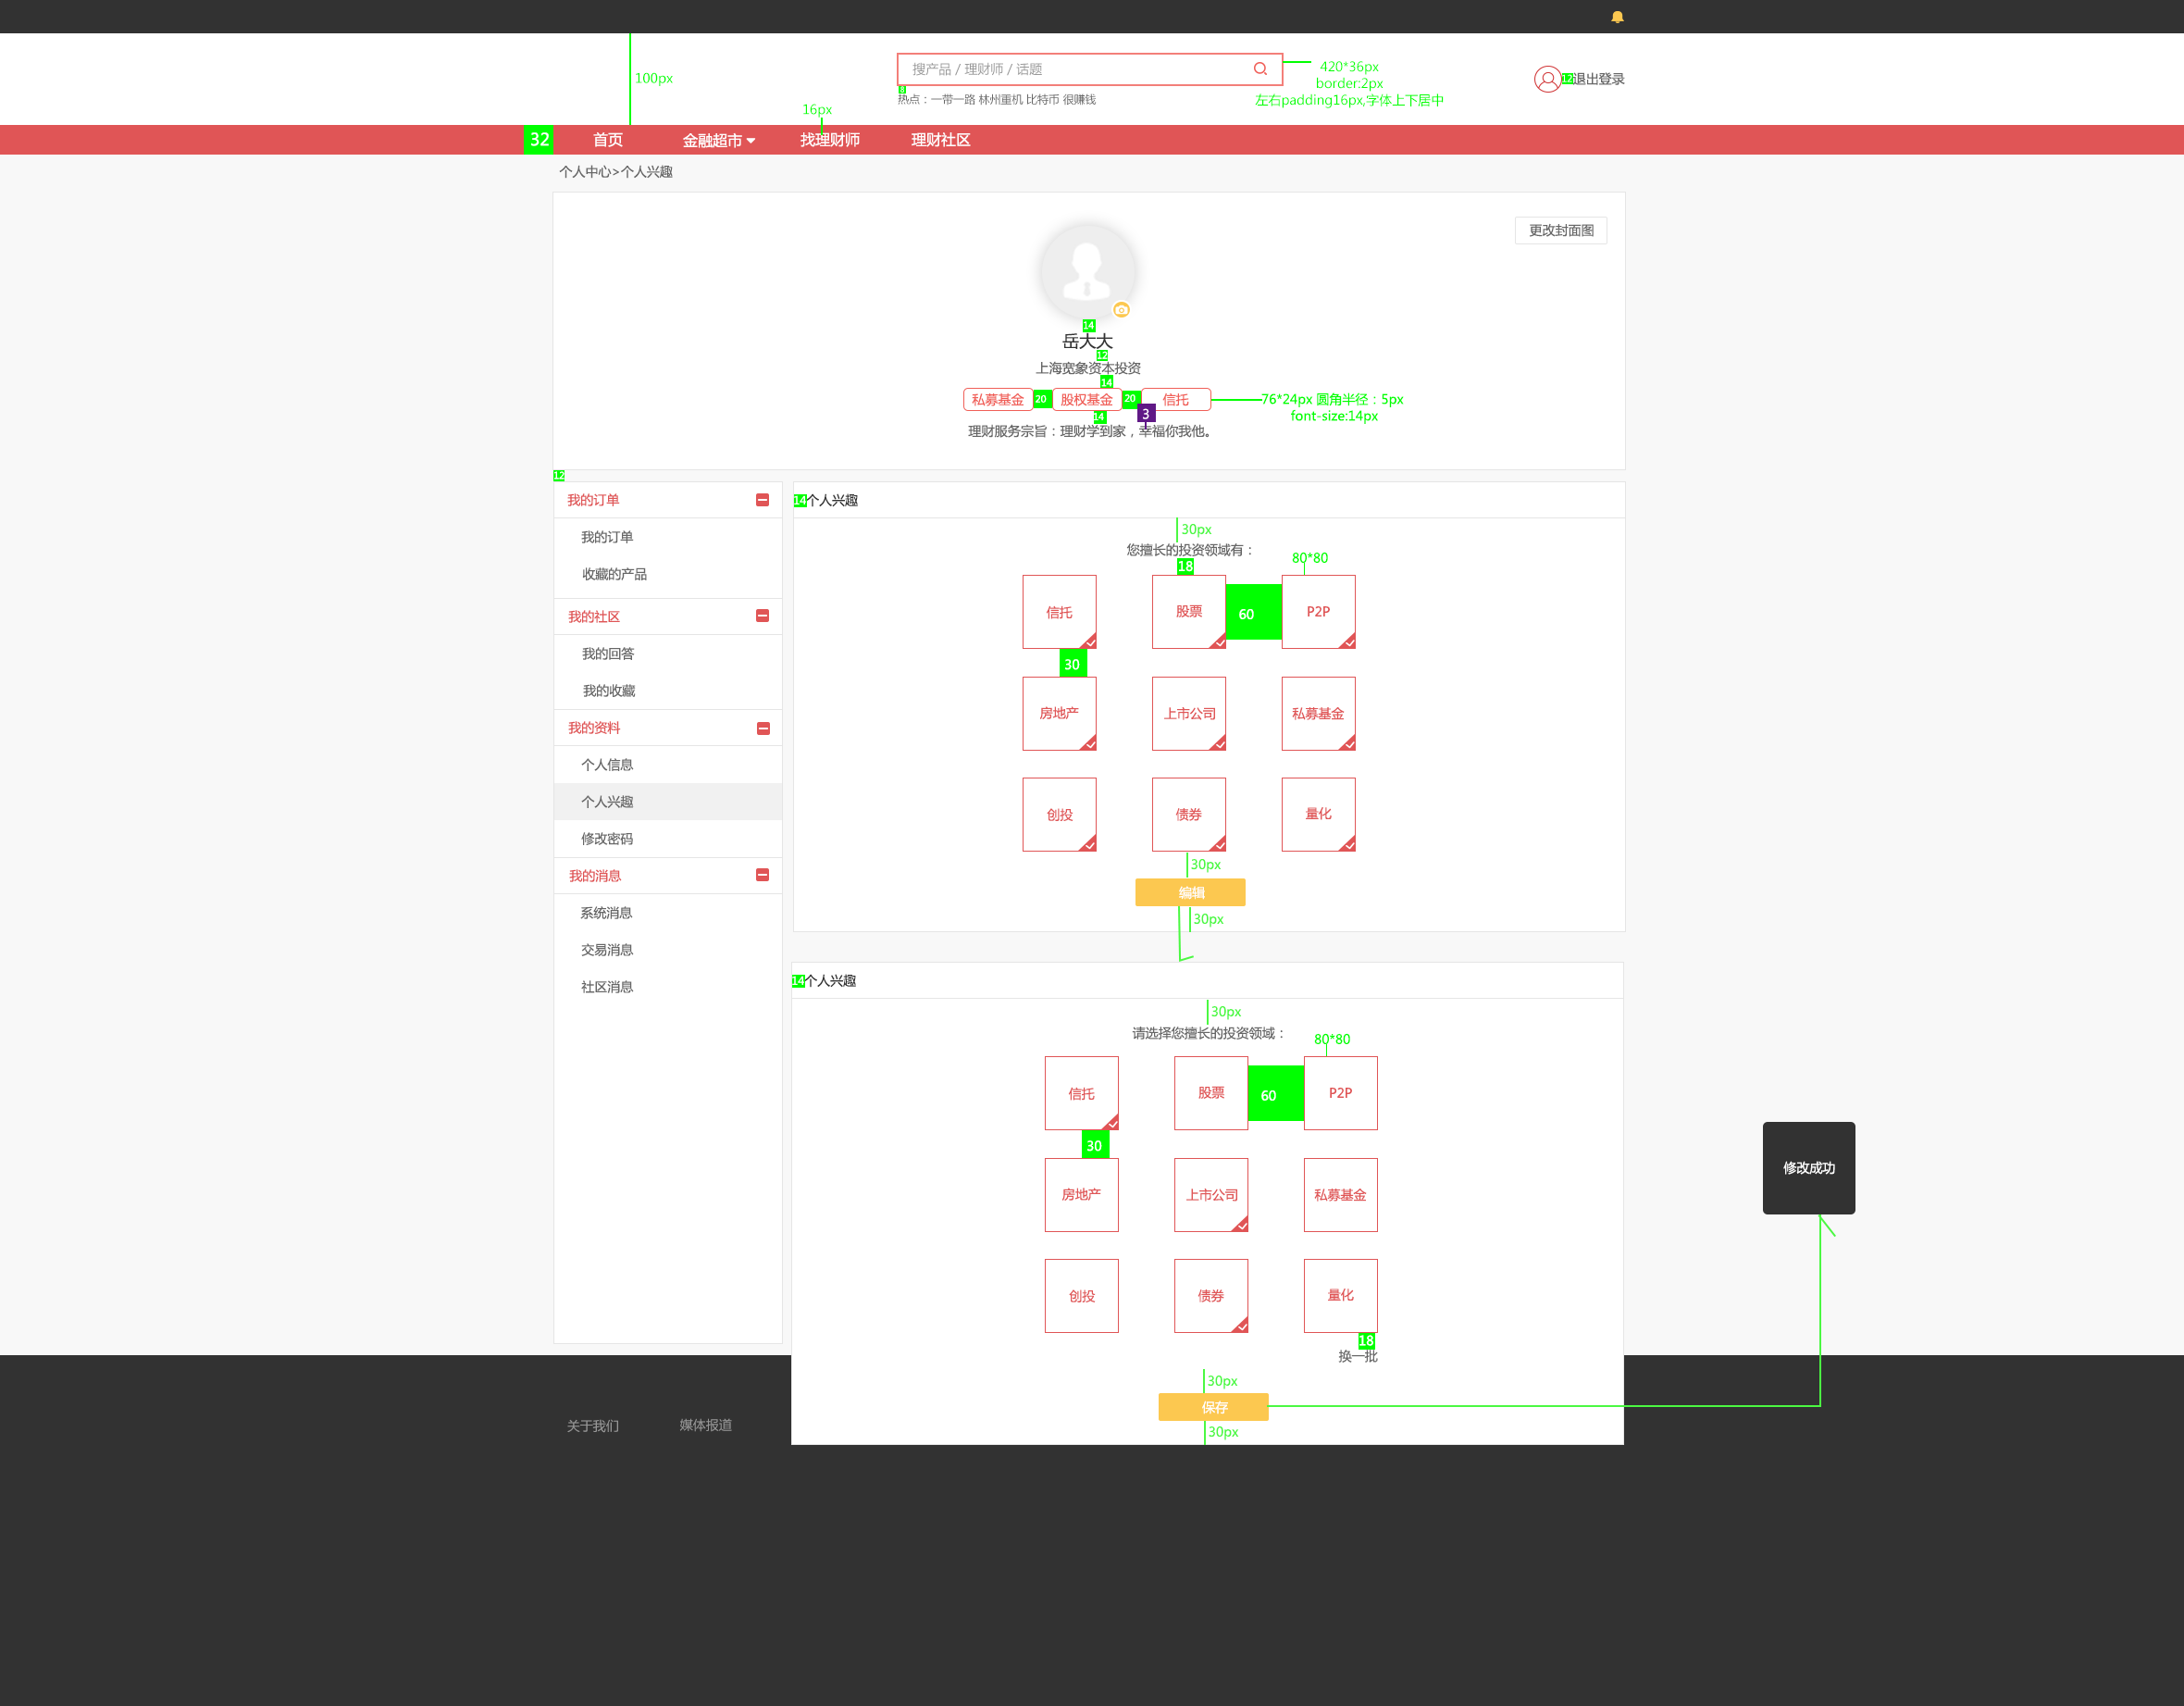 100px
搜产品 / 理财师 / 话题
420*36px
border:2px
左右padding16px,字体上下居中
12
退出登录
8
热点：一带一路 林州重机 比特币 很赚钱
16px
32
首页
金融超市
找理财师
理财社区
个人中心>个人兴趣
更改封面图
14
岳大大
12
上海宽象资本投资
14
私募基金
20
股权基金
20
信托
76*24px 圆角半径：5px
font-size:14px
3
14
理财服务宗旨：理财学到家，幸福你我他。
12
我的订单
我的订单
收藏的产品
我的社区
我的回答
我的收藏
我的资料
个人信息
个人兴趣
修改密码
我的消息
系统消息
交易消息
社区消息
14
个人兴趣
30px
您擅长的投资领域有：
18
80*80
信托
股票
60
P2P
30
房地产
上市公司
私募基金
创投
债券
量化
30px
编辑
30px
14
个人兴趣
30px
请选择您擅长的投资领域：
80*80
信托
股票
60
P2P
30
房地产
上市公司
私募基金
创投
债券
量化
18
换一批
30px
保存
30px
修改成功
关于我们
媒体报道